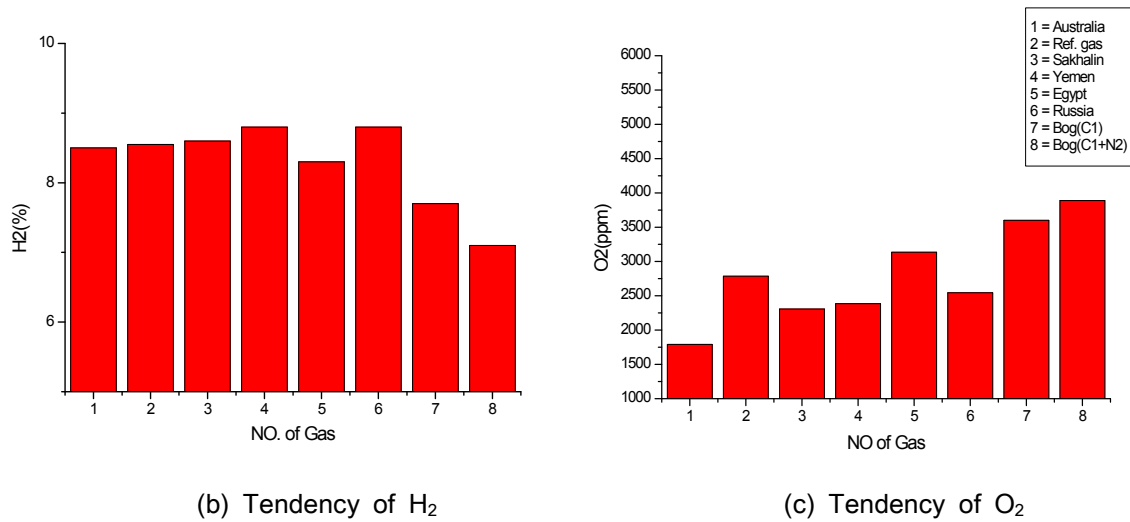 10
8
6
H2(%)
1 2 3 4 5 6 7 8
NO. of Gas
(b) Tendency of H₂
1 = Australia
2 = Ref. gas
3 = Sakhalin
4 = Yemen
5 = Egypt
6 = Russia
7 = Bog(C1)
8 = Bog(C1+N2)
6000
5500
5000
4500
4000
3500
3000
2500
2000
1500
1000
O2(ppm)
1 2 3 4 5 6 7 8
NO of Gas
(c) Tendency of O₂